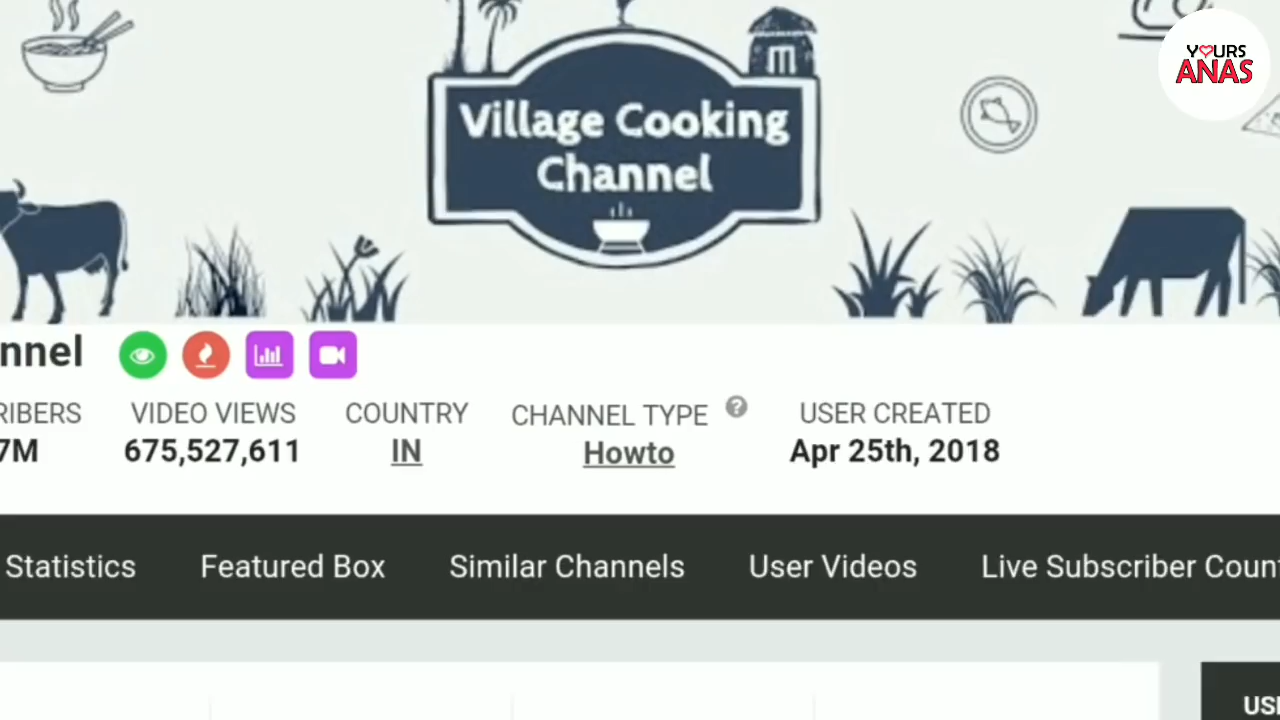 YOURS
ANAS
Village Cooking
Channel
nnel
RIBERS
VIDEO VIEWS
COUNTRY
CHANNEL TYPE ?
USER CREATED
7M
675,527,611
IN
Howto
Apr 25th, 2018
Statistics
Featured Box
Similar Channels
User Videos
Live Subscriber Coun
US